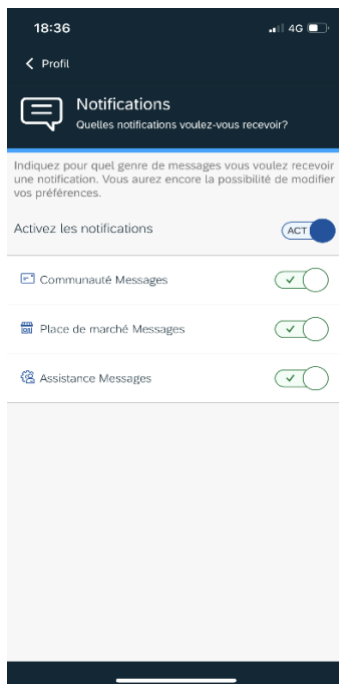 18:36
4G
Profil
Notifications
Quelles notifications voulez-vous recevoir?
Indiquez pour quel genre de messages vous voulez recevoir
une notification. Vous aurez encore la possibilité de modifier
vos préférences.
Activez les notifications
ACT
Communauté Messages
Place de marché Messages
Assistance Messages